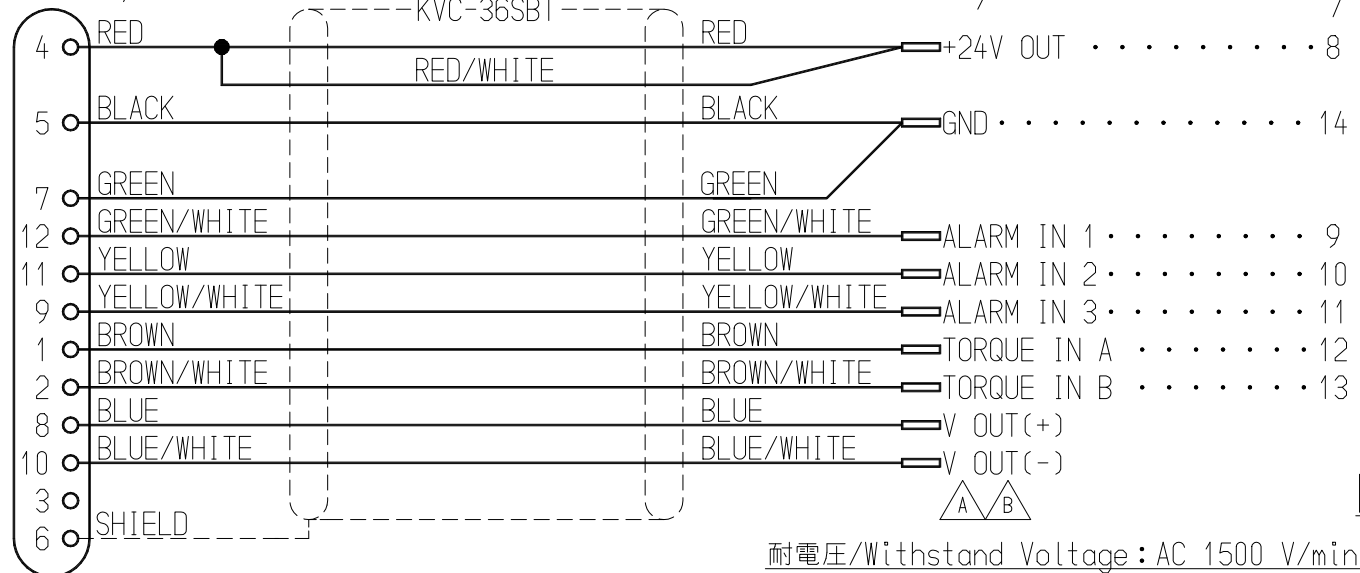 KVC-36SBT
4 RED RED +24V OUT 8
RED/WHITE
5 BLACK BLACK GND 14
7 GREEN GREEN
12 GREEN/WHITE GREEN/WHITE ALARM IN 1 9
11 YELLOW YELLOW ALARM IN 2 10
9 YELLOW/WHITE YELLOW/WHITE ALARM IN 3 11
1 BROWN BROWN TORQUE IN A 12
2 BROWN/WHITE BROWN/WHITE TORQUE IN B 13
8 BLUE BLUE V OUT(+)
10 BLUE/WHITE BLUE/WHITE V OUT(-)
3 A B
6 SHIELD
耐電圧/Withstand Voltage:AC 1500 V/min